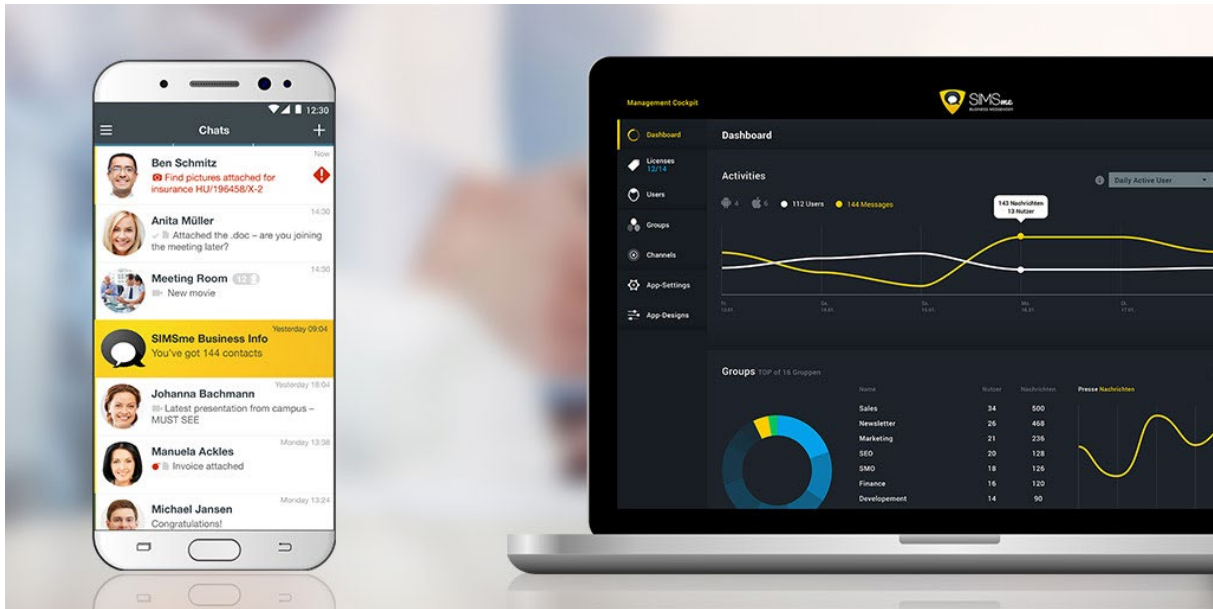 12:30
Chats
Now
Ben Schmitz
Find pictures attached for
insurance HU/196458/X-2
14:30
Anita Müller
Attached the .doc – are you joining
the meeting later?
14:30
Meeting Room 12
New movie
Yesterday 09:04
SIMSme Business Info
You've got 144 contacts
Yesterday 18:04
Johanna Bachmann
Latest presentation from campus –
MUST SEE
Monday 13:38
Manuela Ackles
Invoice attached
Monday 13:24
Michael Jansen
Congratulations!
Management Cockpit
SIMSme
BUSINESS MESSENGER
Dashboard
Licenses
12/14
Users
Groups
Channels
App-Settings
App-Designs
Dashboard
Activities
Daily Active User
4 6 112 Users 144 Messages
143 Nachrichten
13 Nutzer
Groups TOP of 16 Gruppen
Name Nutzer Nachrichten
Sales 34 500
Newsletter 26 468
Marketing 21 236
SEO 20 128
SMO 18 126
Finance 16 120
Developement 14 90
Presse Nachrichten